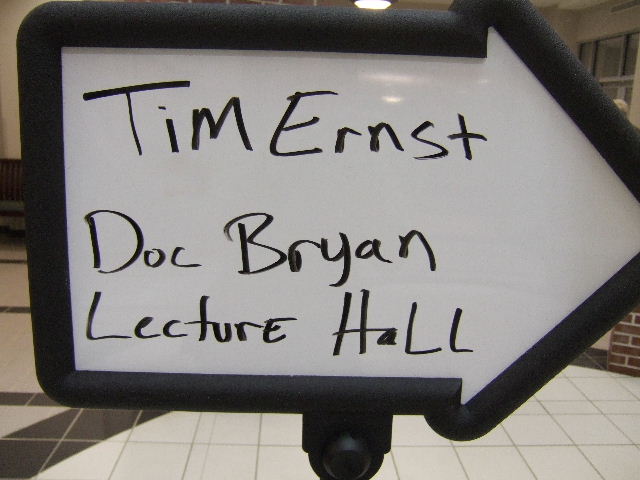 Tim Ernst
Doc Bryan
Lecture Hall